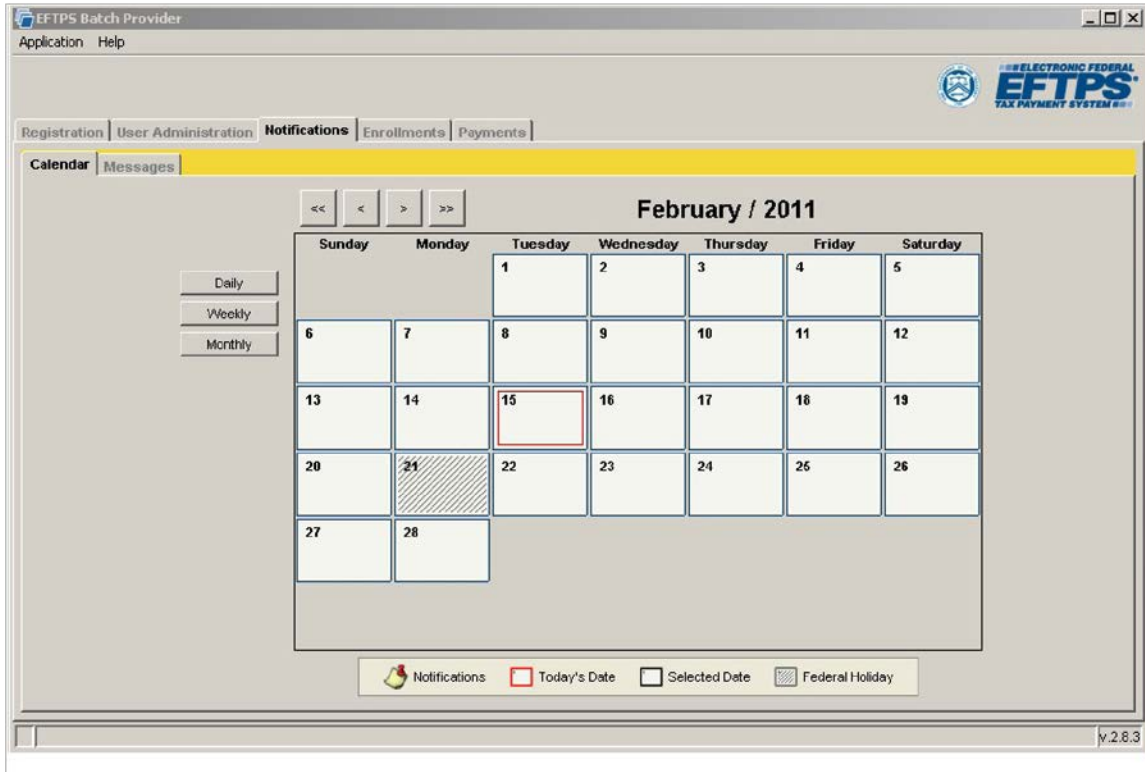 EFTPS Batch Provider
Application Help
ELECTRONIC FEDERAL
EFTPS
TAX PAYMENT SYSTEM
Registration User Administration Notifications Enrollments Payments
Calendar Messages
<< < > >> February / 2011
Sunday Monday Tuesday Wednesday Thursday Friday Saturday
1 2 3 4 5
Daily
Weekly
Monthly
6 7 8 9 10 11 12
13 14 15 16 17 18 19
20 21 22 23 24 25 26
27 28
Notifications Today's Date Selected Date Federal Holiday
v.2.8.3